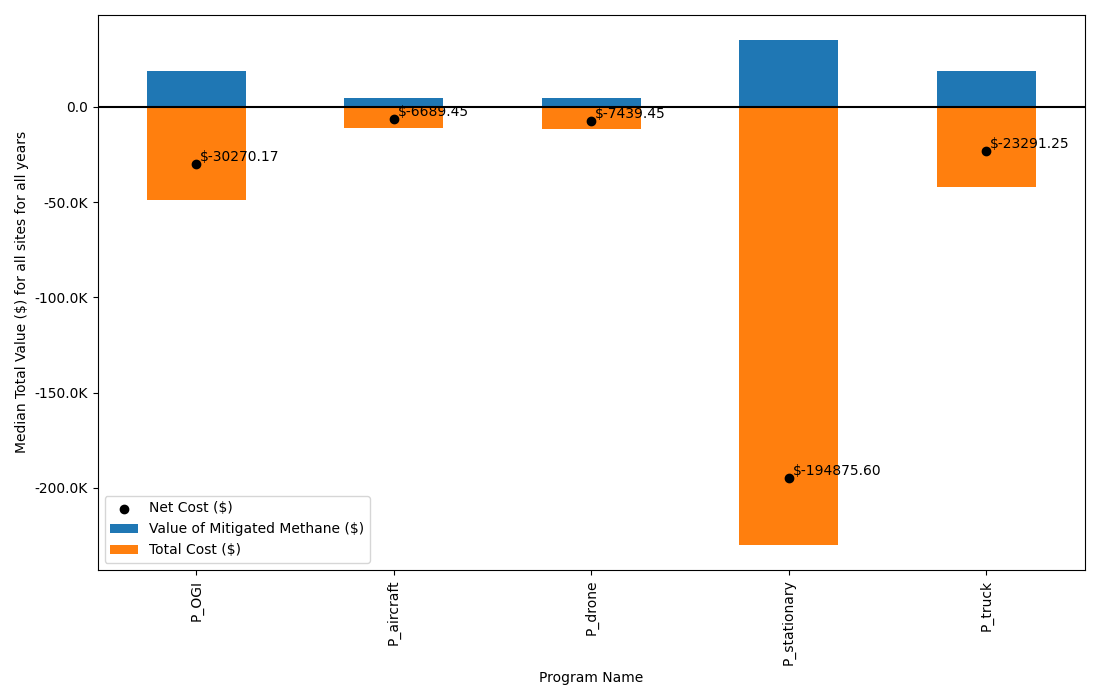 Median Total Value ($) for all sites for all years
0.0
-50.0K
-100.0K
-150.0K
-200.0K
$-30270.17
$-6689.45
$-7439.45
$-194875.60
$-23291.25
Net Cost ($)
Value of Mitigated Methane ($)
Total Cost ($)
P_OGI
P_aircraft
P_drone
P_stationary
P_truck
Program Name